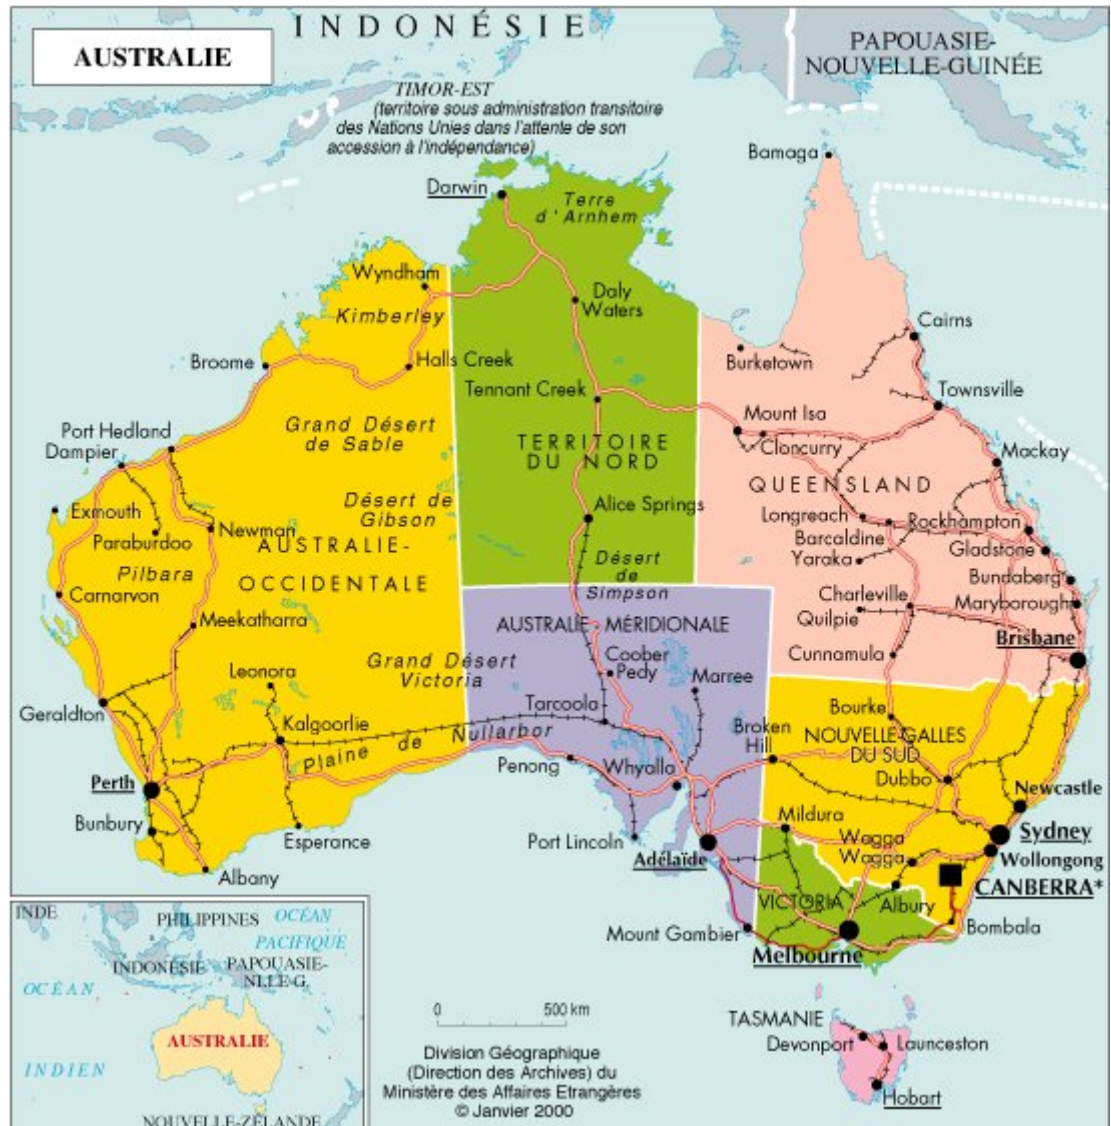 INDONÉSIE
AUSTRALIE
PAPOUASIE-
NOUVELLE-GUINÉE
TIMOR-EST
(territoire sous administration transitoire
des Nations Unies dans l'attente de son
accession à l'indépendance)
Bamaga
Darwin
Terre
d'Arnhem
Wyndham
Kimberley
Daly
Waters
Cairns
Broome
Halls Creek
Burketown
Tennant Creek
Townsville
Grand Désert
de Sable
Mount Isa
Cloncurry
Port Hedland
Dampier
TERRITOIRE
DU NORD
Mackay
QUEENSLAND
Exmouth
Désert de
Gibson
Alice Springs
Longreach
Barcaldine
Rockhampton
Newman
Paraburdoo
Yaraka
Gladstone
AUSTRALIE-
OCCIDENTALE
Pilbara
Désert
de
Simpson
Bundaberg
Carnarvon
Charleville
Maryborough
Quilpie
Meekatharra
AUSTRALIE MÉRIDIONALE
Brisbane
Grand Désert
Victoria
Coober
Pedy
Cunnamula
Leonora
Marree
Geraldton
Tarcoola
Bourke
Kalgoorlie
Broken
Hill
NOUVELLE-GALLES
DU SUD
Plaine de Nullarbor
Penong
Whyalla
Dubbo
Perth
Newcastle
Bunbury
Esperance
Port Lincoln
Mildura
Sydney
Adélaïde
Wagga
Wagga
Wollongong
Albany
CANBERRA*
VICTORIA
Albury
Mount Gambier
Bombala
Melbourne
INDE
PHILIPPINES
OCÉAN
PACIFIQUE
INDONÉSIE
PAPOUASIE-
NLLE-G.
OCÉAN
INDIEN
AUSTRALIE
NOUVELLE-ZÉLANDE
0 500 km
TASMANIE
Devonport
Launceston
Hobart
Division Géographique
(Direction des Archives) du
Ministère des Affaires Etrangères
© Janvier 2000